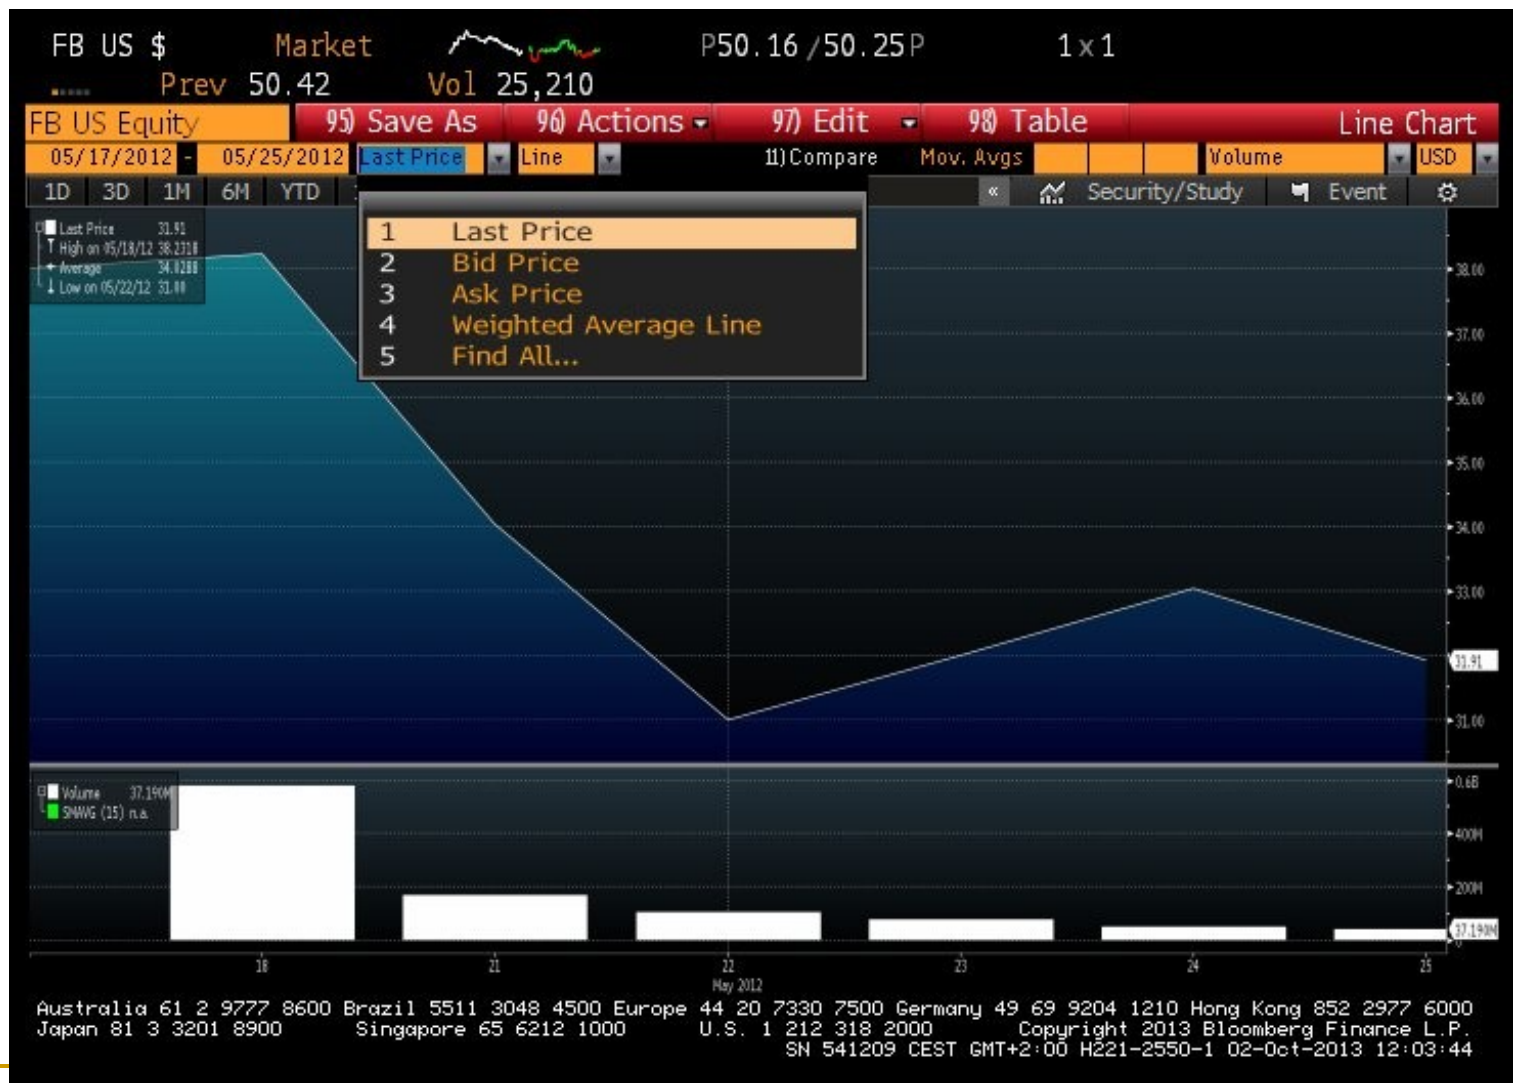 FB US $ Market P50.16/50.25P 1x1
Prev 50.42 Vol 25,210
FB US Equity 95) Save As 96) Actions 97) Edit 98) Table Line Chart
05/17/2012 - 05/25/2012 Last Price Line 11)Compare Mov. Avgs Volume USD
1D 3D 1M 6M YTD « Security/Study Event
Last Price 31.91
High on 05/18/12 38.2318
Average 34.0288
Low on 05/22/12 31.00
1 Last Price
2 Bid Price
3 Ask Price
4 Weighted Average Line
5 Find All...
38.00
37.00
36.00
35.00
34.00
33.00
31.91
31.00
Volume 37.190M
SMAVG (15) n.a.
0.6B
400M
200M
37.190M
0
18 21 22 23 24 25
May 2012
Australia 61 2 9777 8600 Brazil 5511 3048 4500 Europe 44 20 7330 7500 Germany 49 69 9204 1210 Hong Kong 852 2977 6000
Japan 81 3 3201 8900 Singapore 65 6212 1000 U.S. 1 212 318 2000 Copyright 2013 Bloomberg Finance L.P.
SN 541209 CEST GMT+2:00 H221-2550-1 02-Oct-2013 12:03:44